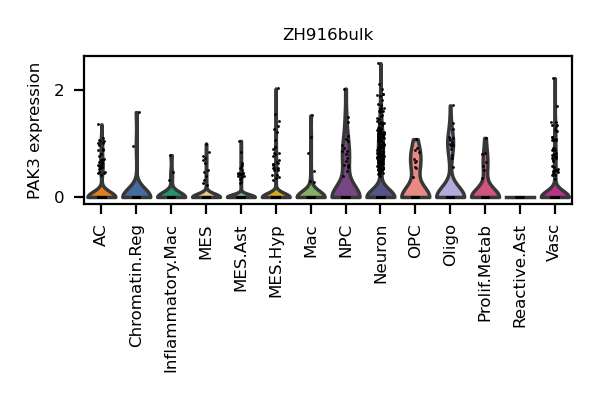 ZH916bulk
PAK3 expression
2
0
AC
Chromatin.Reg
Inflammatory.Mac
MES
MES.Ast
MES.Hyp
Mac
NPC
Neuron
OPC
Oligo
Prolif.Metab
Reactive.Ast
Vasc